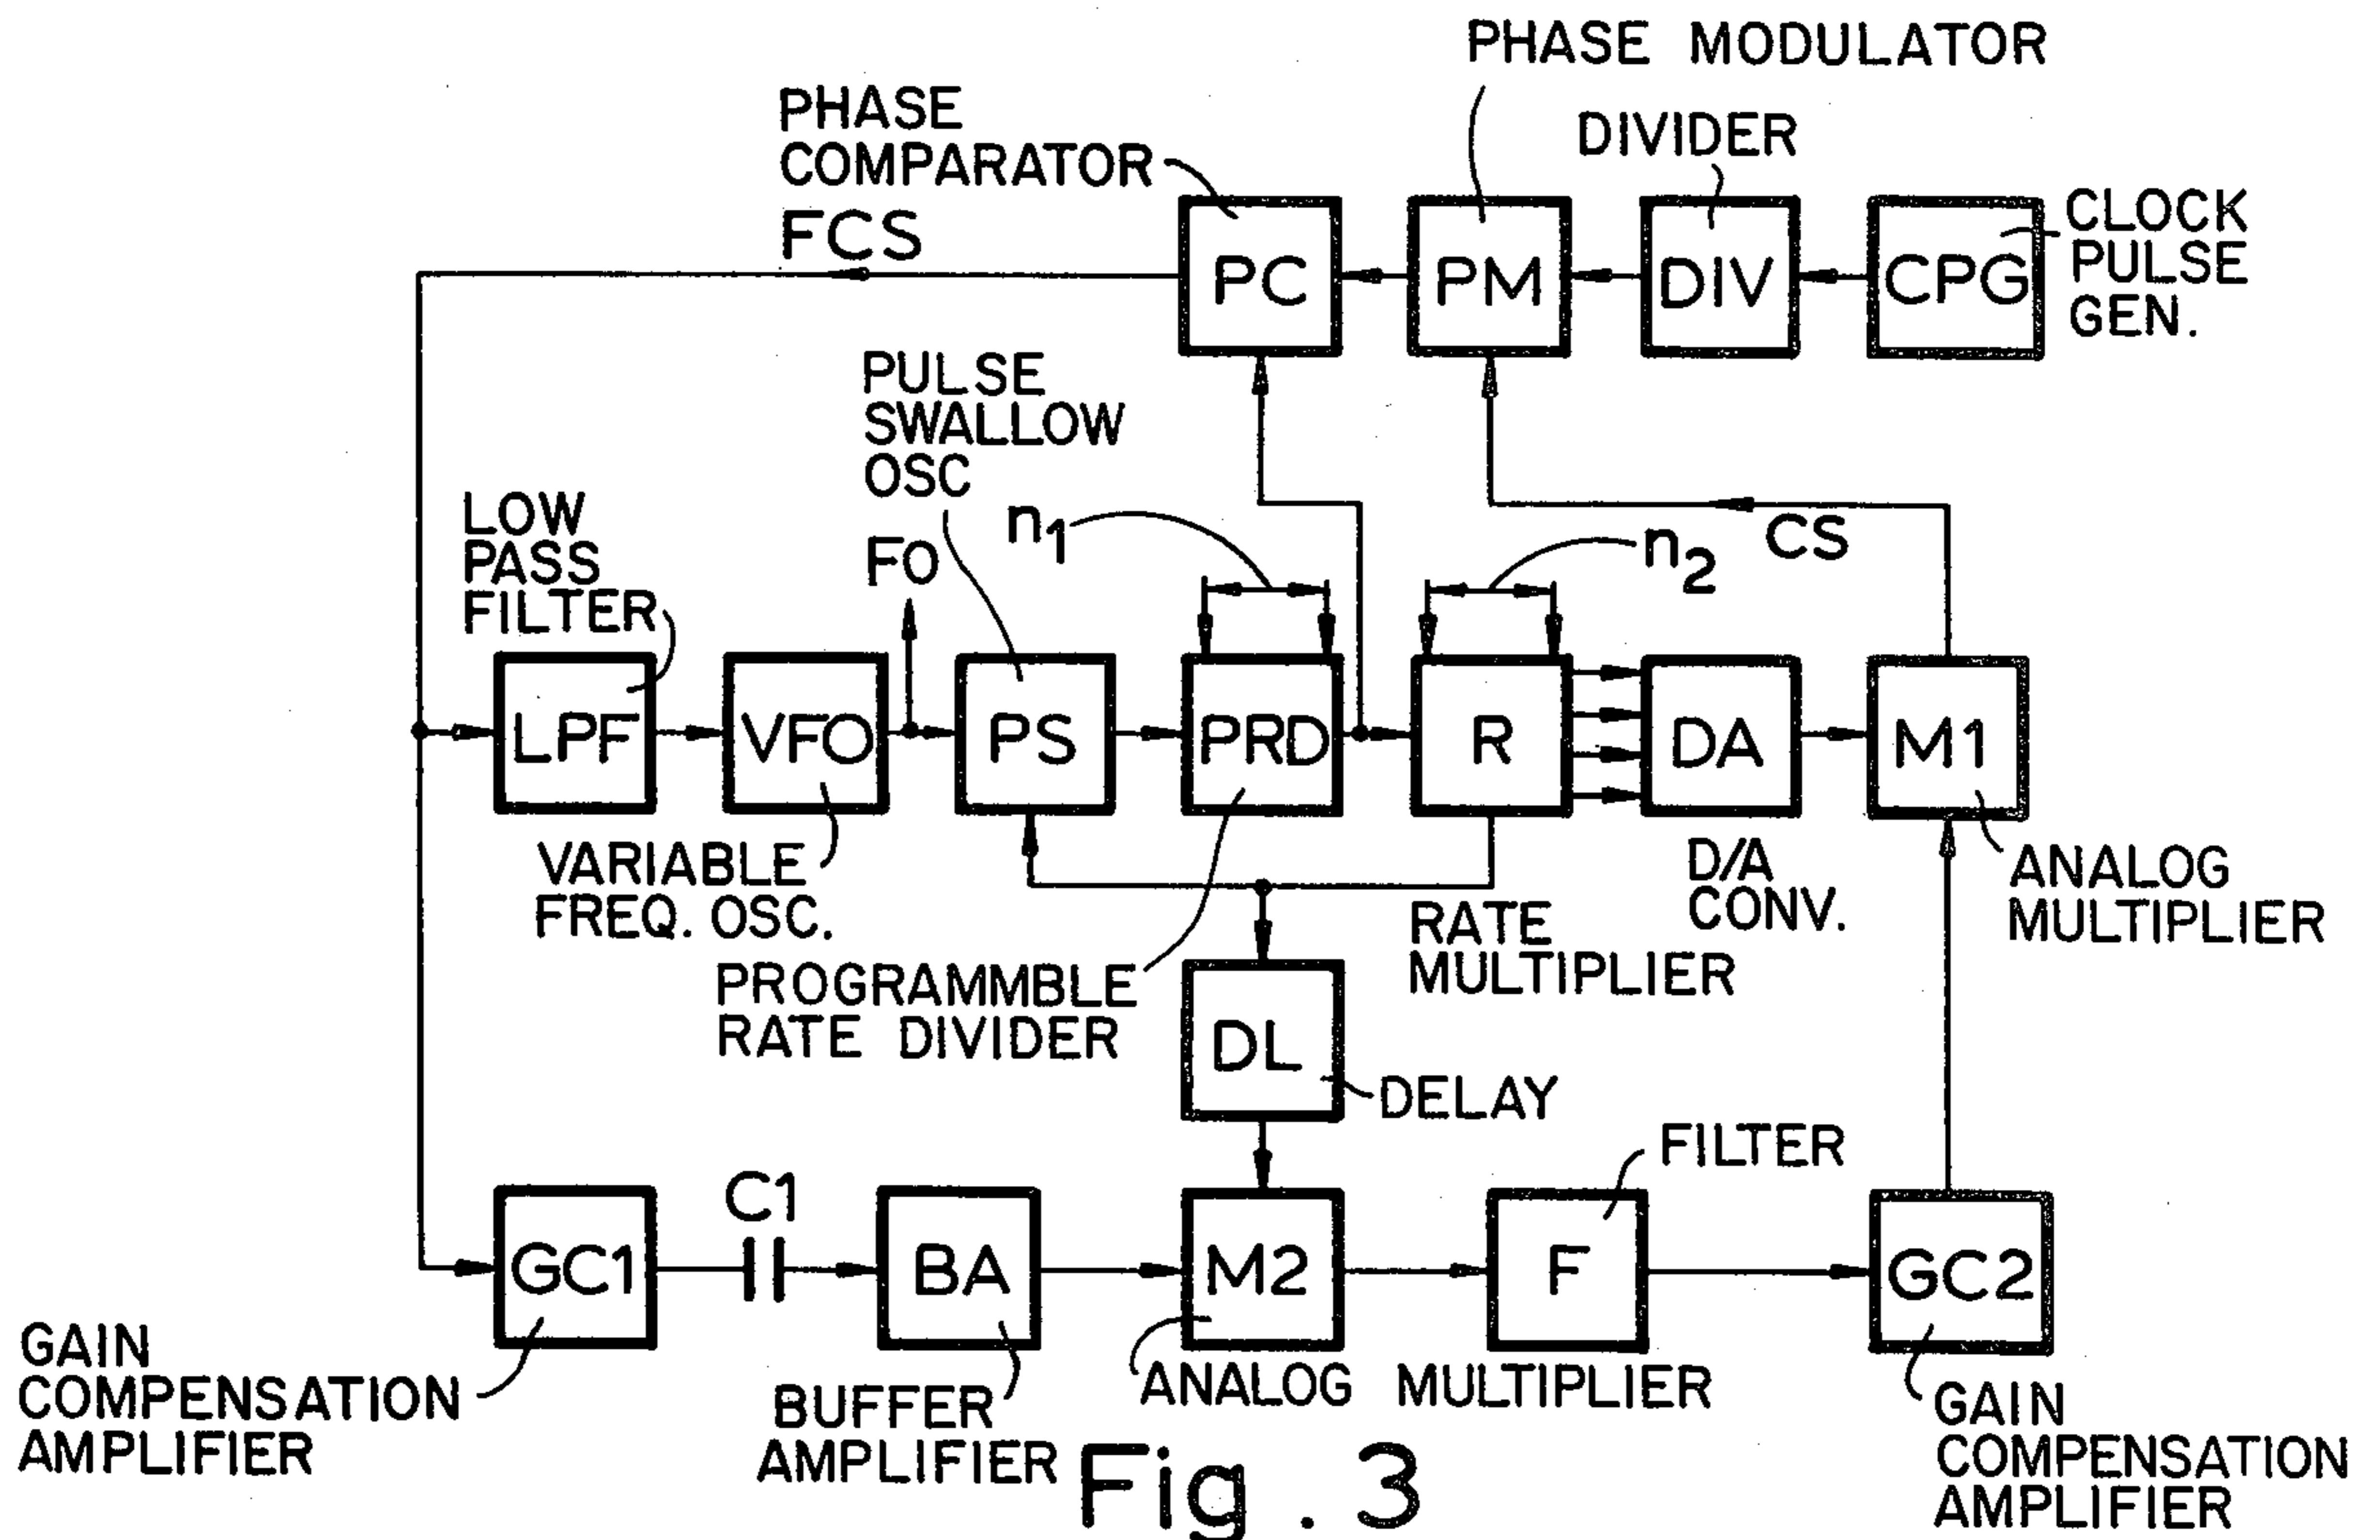 PHASE MODULATOR
PHASE
COMPARATOR
DIVIDER
FCS
CLOCK
PULSE
GEN.
PC
PM
DIV
CPG
PULSE
SWALLOW
OSC
LOW
PASS
FILTER
FO
n1
n2
CS
LPF
VFO
PS
PRD
R
DA
M1
VARIABLE
FREQ. OSC.
D/A
CONV.
ANALOG
MULTIPLIER
RATE
MULTIPLIER
PROGRAMMBLE
RATE DIVIDER
DL
DELAY
FILTER
C1
GC1
BA
M2
F
GC2
GAIN
COMPENSATION
AMPLIFIER
BUFFER
AMPLIFIER
ANALOG MULTIPLIER
GAIN
COMPENSATION
AMPLIFIER
Fig. 3